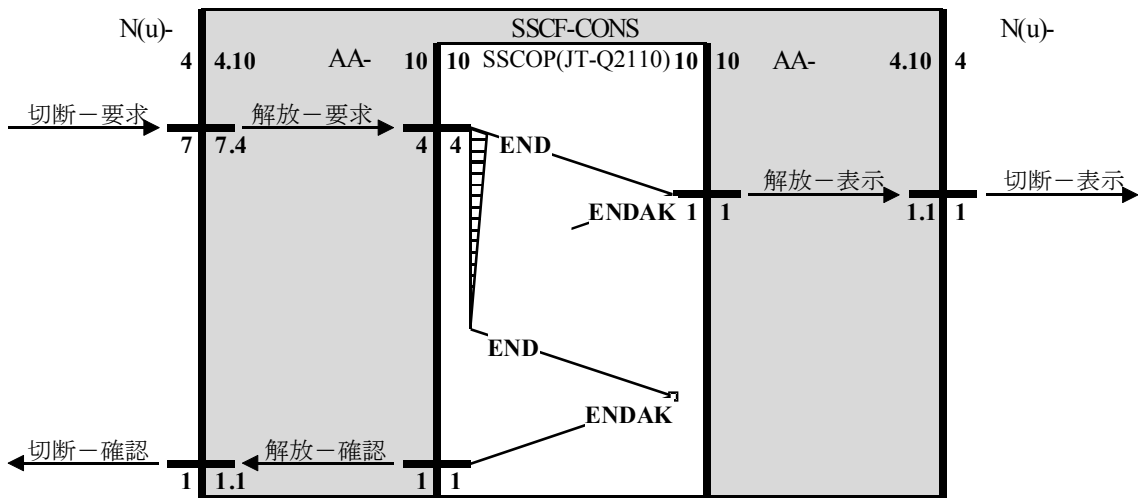 N(u)- SSCF-CONS N(u)-
4 4.10 AA- 10 10 SSCOP(JT-Q2110) 10 10 AA- 4.10 4
切断－要求 解放－要求
7 7.4 4 4 END
解放－表示 切断－表示
ENDAK 1 1 1.1 1
END
ENDAK
切断－確認 解放－確認
1 1.1 1 1